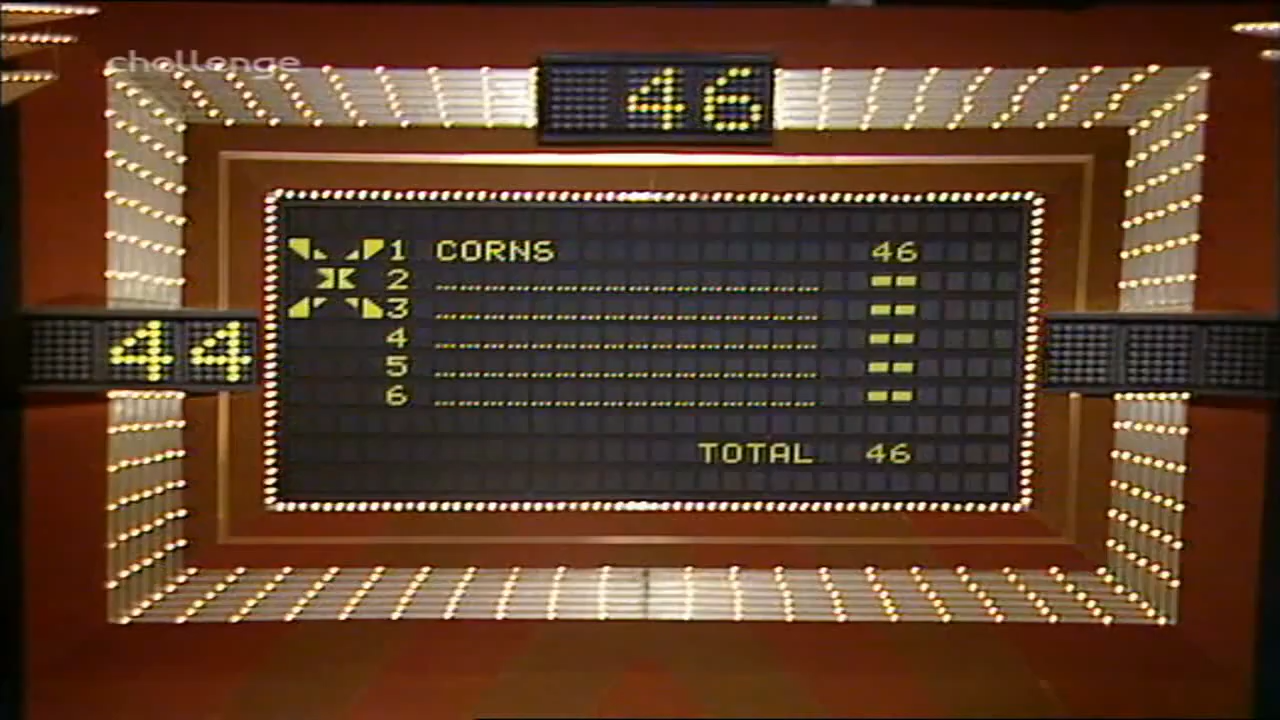 challenge
46
1 CORNS 46
2 ........................................ --
3 ........................................ --
44
4 ........................................ --
5 ........................................ --
6 ........................................ --
TOTAL 46